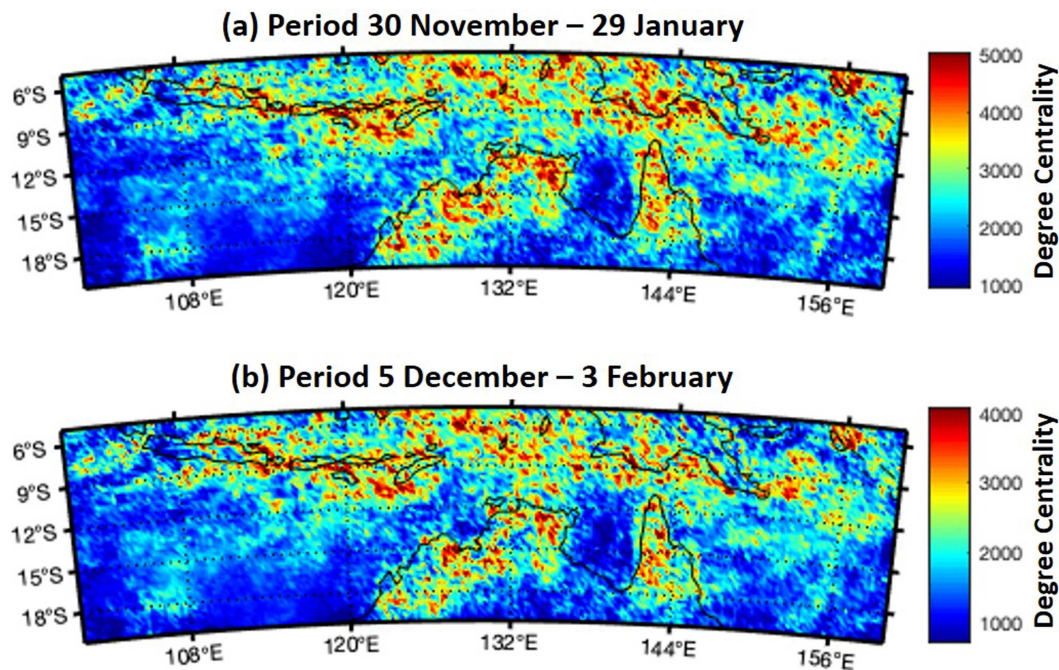 (a) Period 30 November – 29 January
6°S
9°S
12°S
15°S
18°S
108°E
120°E
132°E
144°E
156°E
5000
4000
3000
2000
1000
Degree Centrality
(b) Period 5 December – 3 February
6°S
9°S
12°S
15°S
18°S
108°E
120°E
132°E
144°E
156°E
4000
3000
2000
1000
Degree Centrality